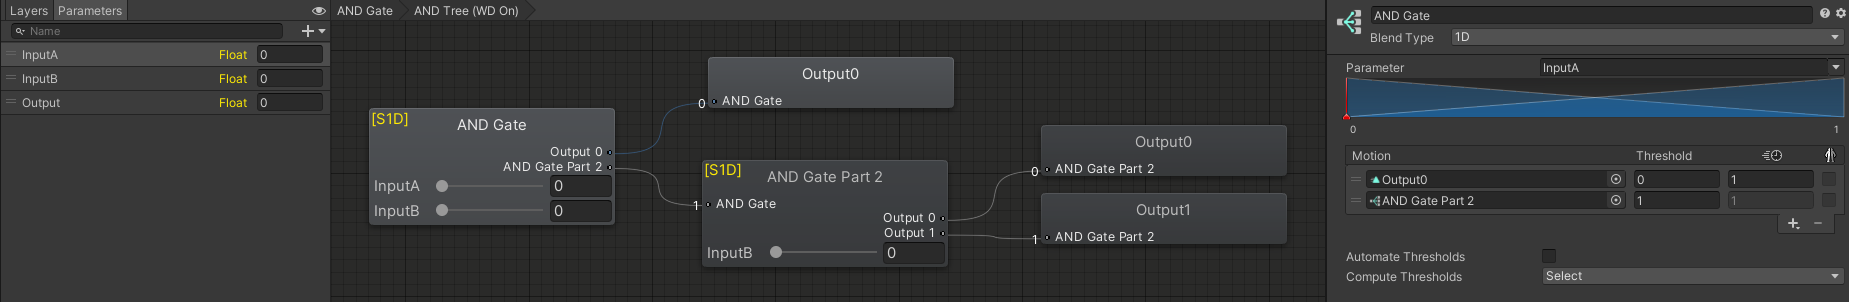 Layers Parameters
Name
InputA Float 0
InputB Float 0
Output Float 0
AND Gate AND Tree (WD On)
[S1D] AND Gate
Output 0
AND Gate Part 2
InputA 0
InputB 0
Output0
0 AND Gate
[S1D] AND Gate Part 2
1 AND Gate
Output 0
Output 1
InputB 0
Output0
0 AND Gate Part 2
Output1
1 AND Gate Part 2
AND Gate
Blend Type 1D
Parameter InputA
0 1
Motion Threshold
Output0 0 1
AND Gate Part 2 1 1
Automate Thresholds
Compute Thresholds Select